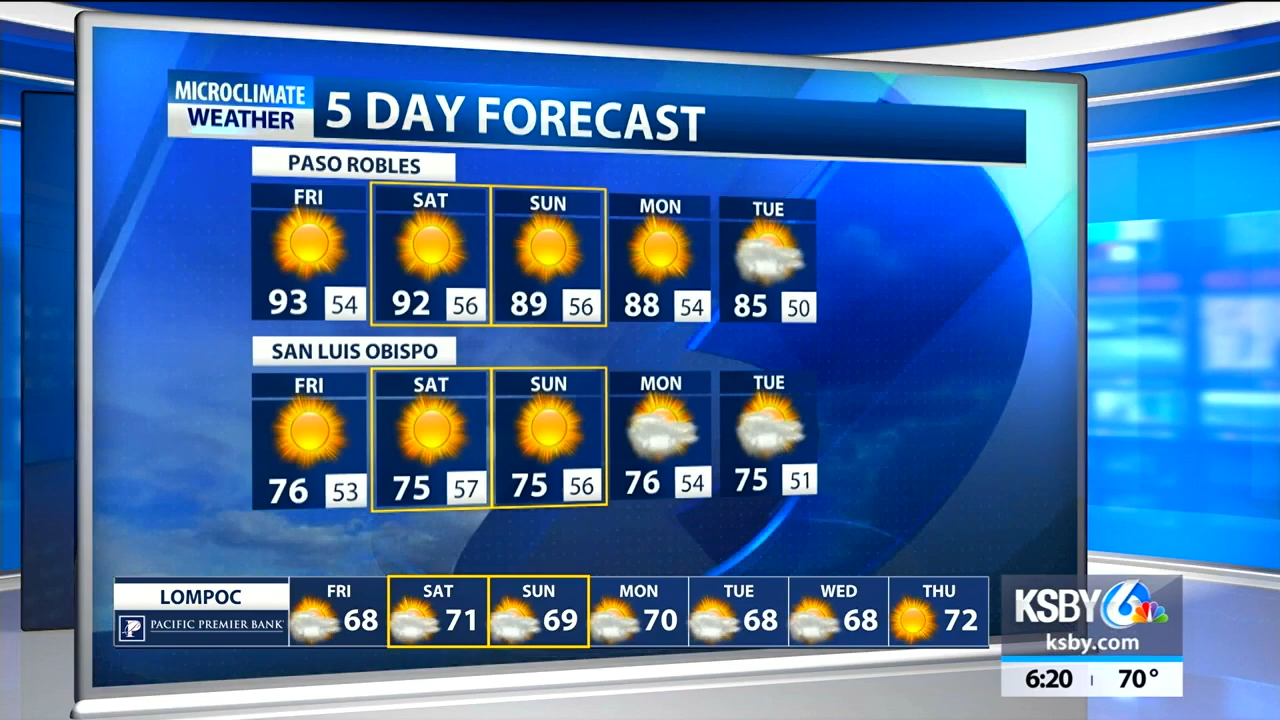 MICROCLIMATE
WEATHER
5 DAY FORECAST
PASO ROBLES
FRI SAT SUN MON TUE
93 54 92 56 89 56 88 54 85 50
SAN LUIS OBISPO
FRI SAT SUN MON TUE
76 53 75 57 75 56 76 54 75 51
LOMPOC
PACIFIC PREMIER BANK
FRI SAT SUN MON TUE WED THU
68 71 69 70 68 68 72
KSBY 6
ksby.com
6:20 70°